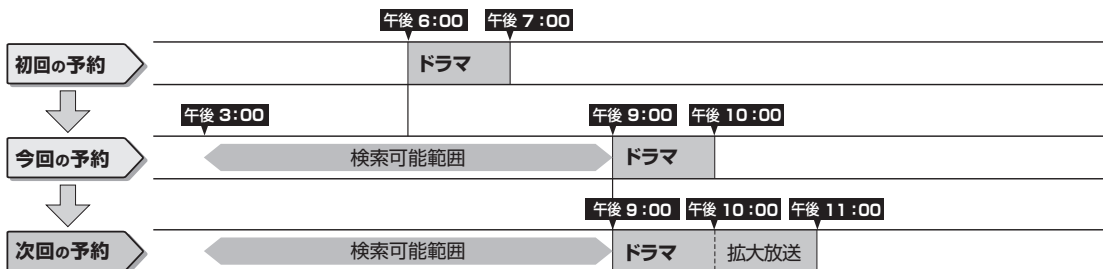 午後 6:00 午後 7:00
初回の予約 ドラマ
午後 3:00 午後 9:00 午後 10:00
今回の予約 検索可能範囲 ドラマ
午後 9:00 午後 10:00 午後 11:00
次回の予約 検索可能範囲 ドラマ 拡大放送